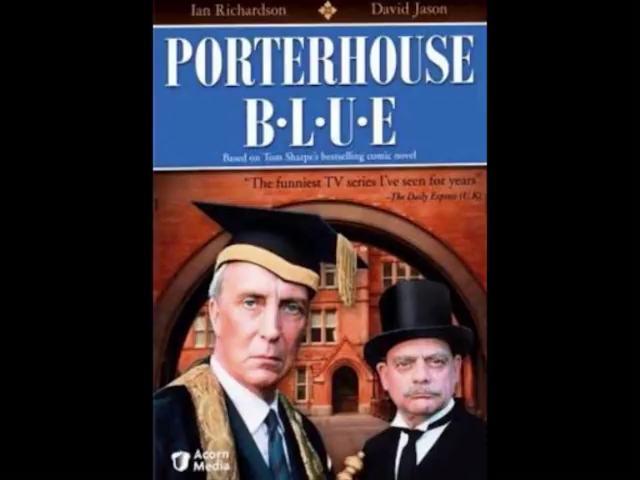 Ian Richardson David Jason
PORTERHOUSE
B·L·U·E
Based on Tom Sharpe's bestselling comic novel
"The funniest TV series I've seen for years"
–The Daily Express (U.K)
Acorn
Media